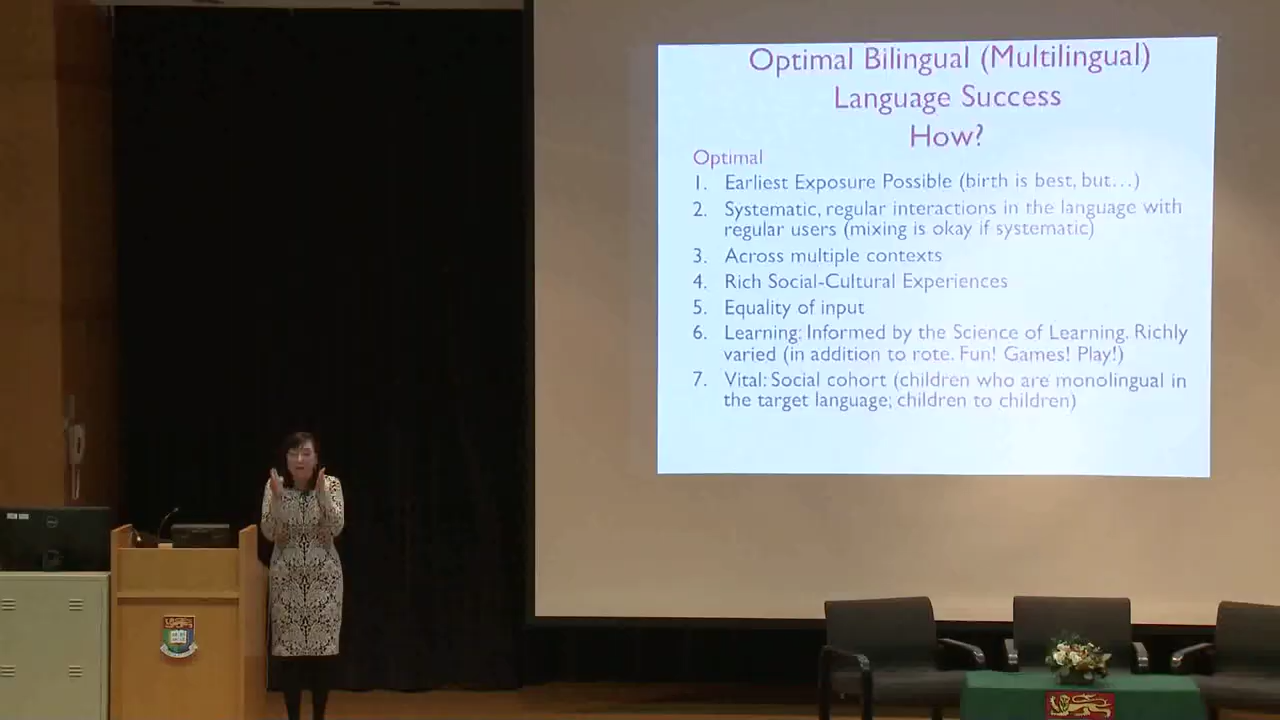 Optimal Bilingual (Multilingual)
Language Success
How?
Optimal
1. Earliest Exposure Possible (birth is best, but...)
2. Systematic, regular interactions in the language with
regular users (mixing is okay if systematic)
3. Across multiple contexts
4. Rich Social-Cultural Experiences
5. Equality of input
6. Learning: Informed by the Science of Learning. Richly
varied (in addition to rote. Fun! Games! Play!)
7. Vital: Social cohort (children who are monolingual in
the target language; children to children)